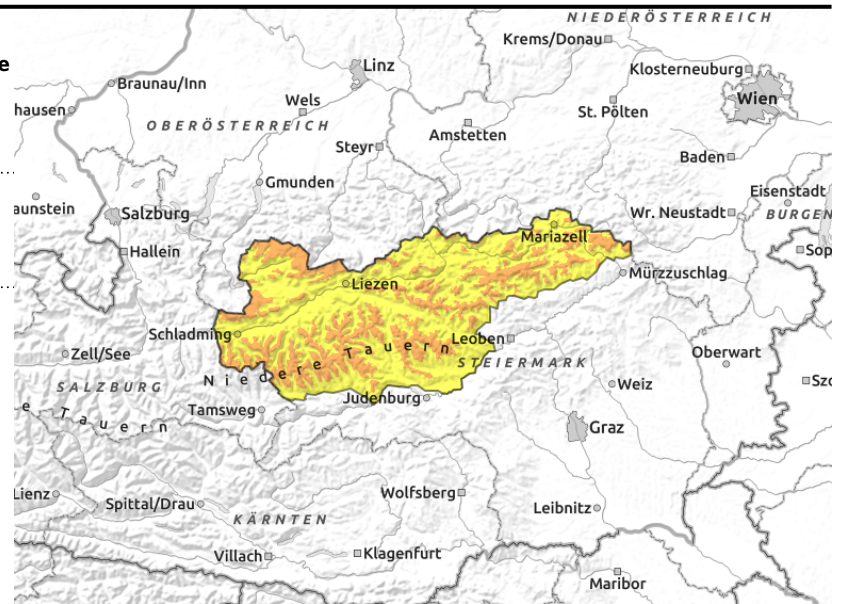 NIEDERÖSTERREICH
Krems/Donau
e
Linz
Klosterneuburg
Braunau/Inn
Wels
Wien
hausen
St. Pölten
OBERÖSTERREICH
Amstetten
Steyr
Baden
Gmunden
Eisenstadt
aunstein
Salzburg
Wr. Neustadt
BURGEN
Mariazell
Hallein
Sop
Mürzzuschlag
Liezen
Schladming
Leoben
Zell/See
Oberwart
STEIERMARK
Niedere Tauern
SALZBURG
Weiz
Szo
Judenburg
Tamsweg
e Tauern
Graz
Lienz
Wolfsberg
Spittal/Drau
Leibnitz
KÄRNTEN
Villach
Klagenfurt
Maribor